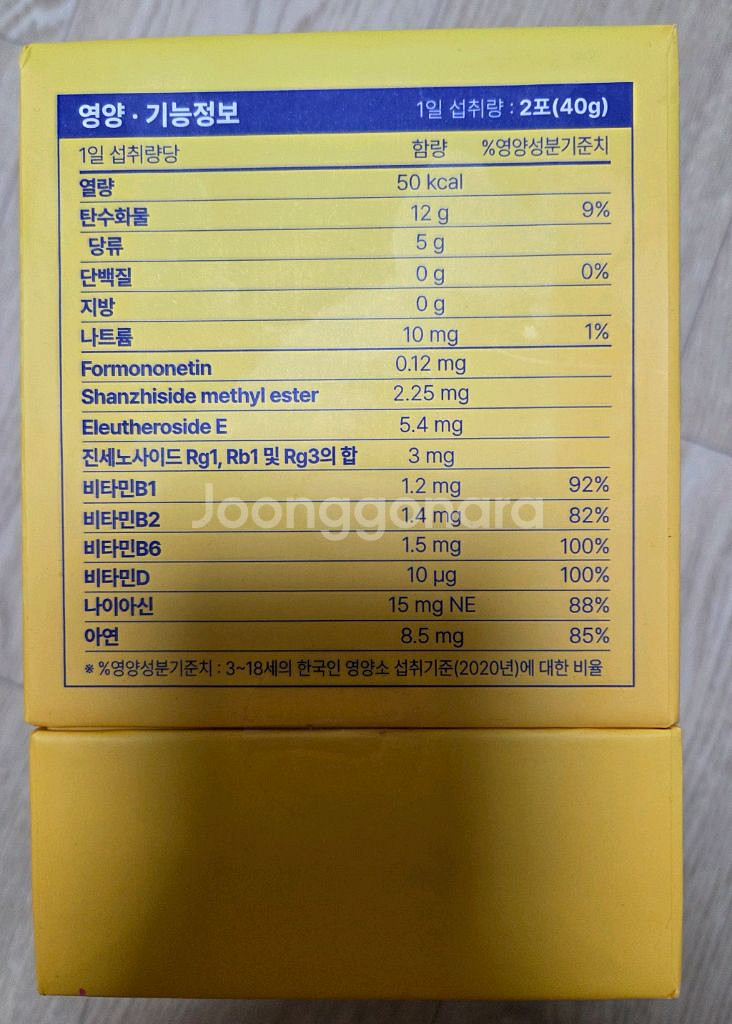 영양 · 기능정보 1일 섭취량 : 2포(40g)
1일 섭취량당 함량 %영양성분기준치
열량 50 kcal
탄수화물 12 g 9%
당류 5 g
단백질 0 g 0%
지방 0 g
나트륨 10 mg 1%
Formononetin 0.12 mg
Shanzhiside methyl ester 2.25 mg
Eleutheroside E 5.4 mg
진세노사이드 Rg1, Rb1 및 Rg3의 합 3 mg
비타민B1 1.2 mg 92%
Joonggonara
비타민B2 1.4 mg 82%
비타민B6 1.5 mg 100%
비타민D 10 µg 100%
나이아신 15 mg NE 88%
아연 8.5 mg 85%
※ %영양성분기준치 : 3~18세의 한국인 영양소 섭취기준(2020년)에 대한 비율